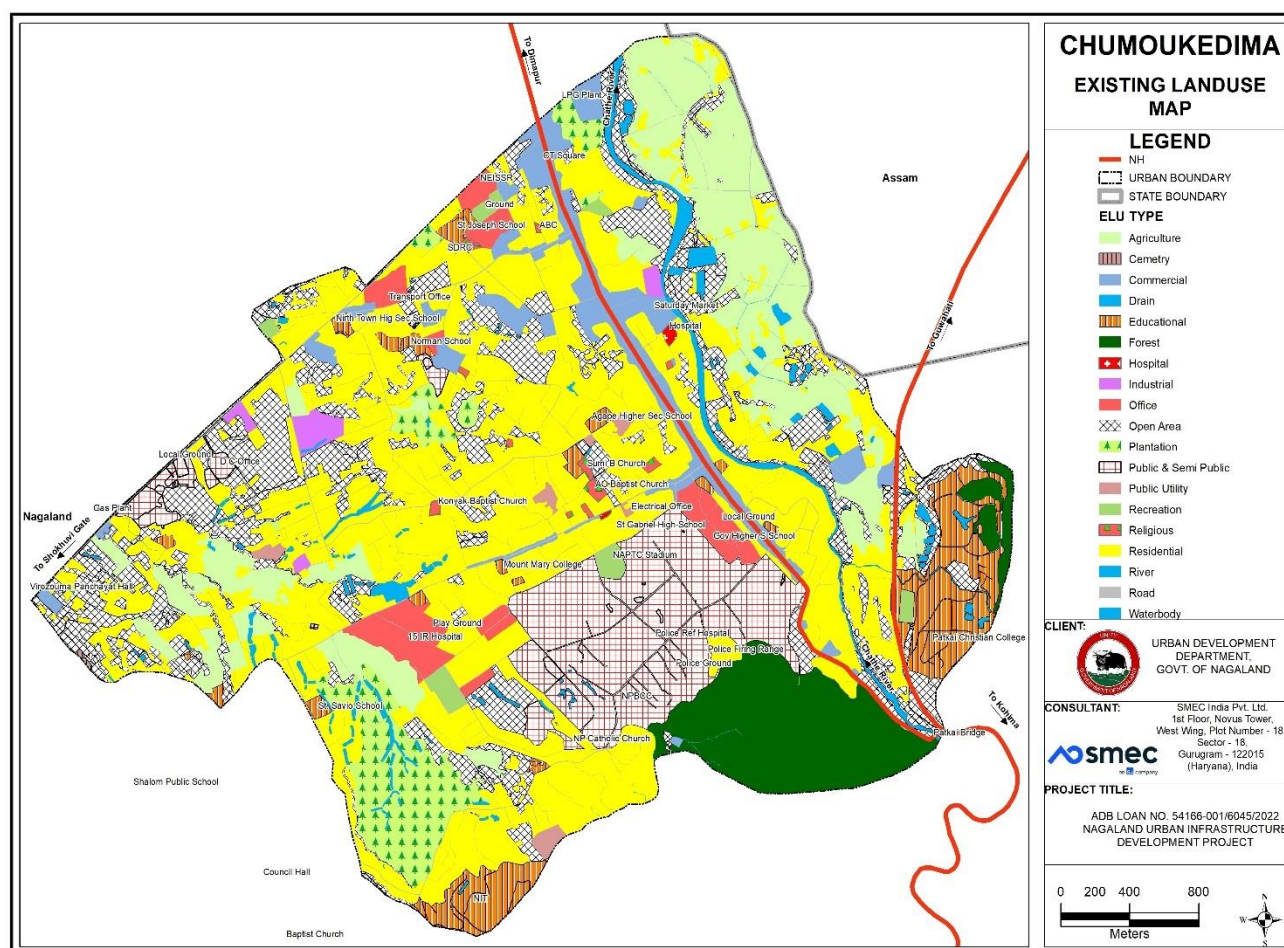 To Dimapur
LPG Plant
Chathe River
CT Square
Assam
NEISSR
Ground
St Joseph School
ABC
SDRC
Transport Office
Nirth Town Hig Sec School
Norman School
Saturday Market
Hospital
To Guwahati
Agape Higher Sec School
Local Ground
D C Office
Sumi B Church
AO Baptist Church
Konyak Baptist Church
Gas Plant
Electrical Office
St Gabriel High School
Local Ground
Gov Higher S School
Nagaland
To Shokhuvi Gate
NAPTC Stadium
Mount Mary College
Virozouma Panchayat Hall
Play Ground
15 IR Hospital
Police Ref Hospital
Police Firing Range
Police Ground
Patkai Christian College
Chathe River
NPBCC
St. Savio School
To Kohima
NP Catholic Church
Patkai Bridge
Shalom Public School
Council Hall
NIT
Baptist Church
CHUMOUKEDIMA
EXISTING LANDUSE
MAP
LEGEND
NH
URBAN BOUNDARY
STATE BOUNDARY
ELU TYPE
Agriculture
Cemetry
Commercial
Drain
Educational
Forest
Hospital
Industrial
Office
Open Area
Plantation
Public & Semi Public
Public Utility
Recreation
Religious
Residential
River
Road
Waterbody
CLIENT:
URBAN DEVELOPMENT
DEPARTMENT,
GOVT. OF NAGALAND
UNITY
GOVERNMENT OF NAGALAND
CONSULTANT:
SMEC India Pvt. Ltd.
1st Floor, Novus Tower,
West Wing, Plot Number - 18
Sector - 18,
Gurugram - 122015
(Haryana), India
smec
PROJECT TITLE:
ADB LOAN NO. 54166-001/6045/2022
NAGALAND URBAN INFRASTRUCTURE
DEVELOPMENT PROJECT
0 200 400 800
Meters
N
W E
S